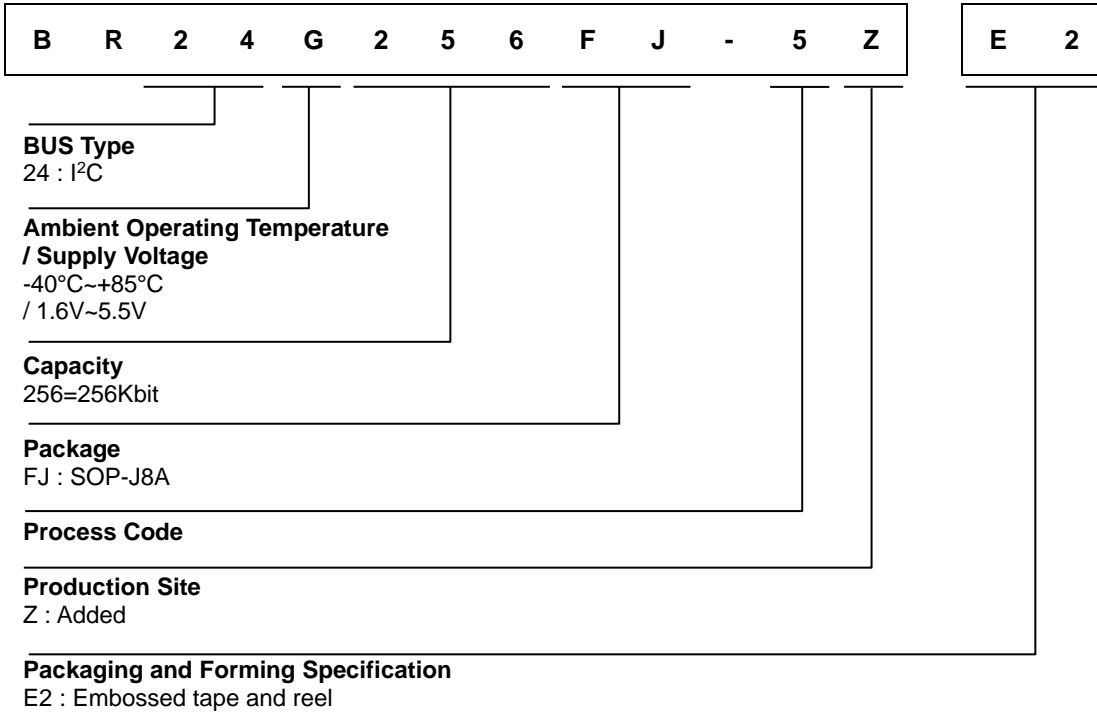 B R 2 4 G 2 5 6 F J - 5 Z E 2
BUS Type
24 : I²C
Ambient Operating Temperature
/ Supply Voltage
-40°C~+85°C
/ 1.6V~5.5V
Capacity
256=256Kbit
Package
FJ : SOP-J8A
Process Code
Production Site
Z : Added
Packaging and Forming Specification
E2 : Embossed tape and reel